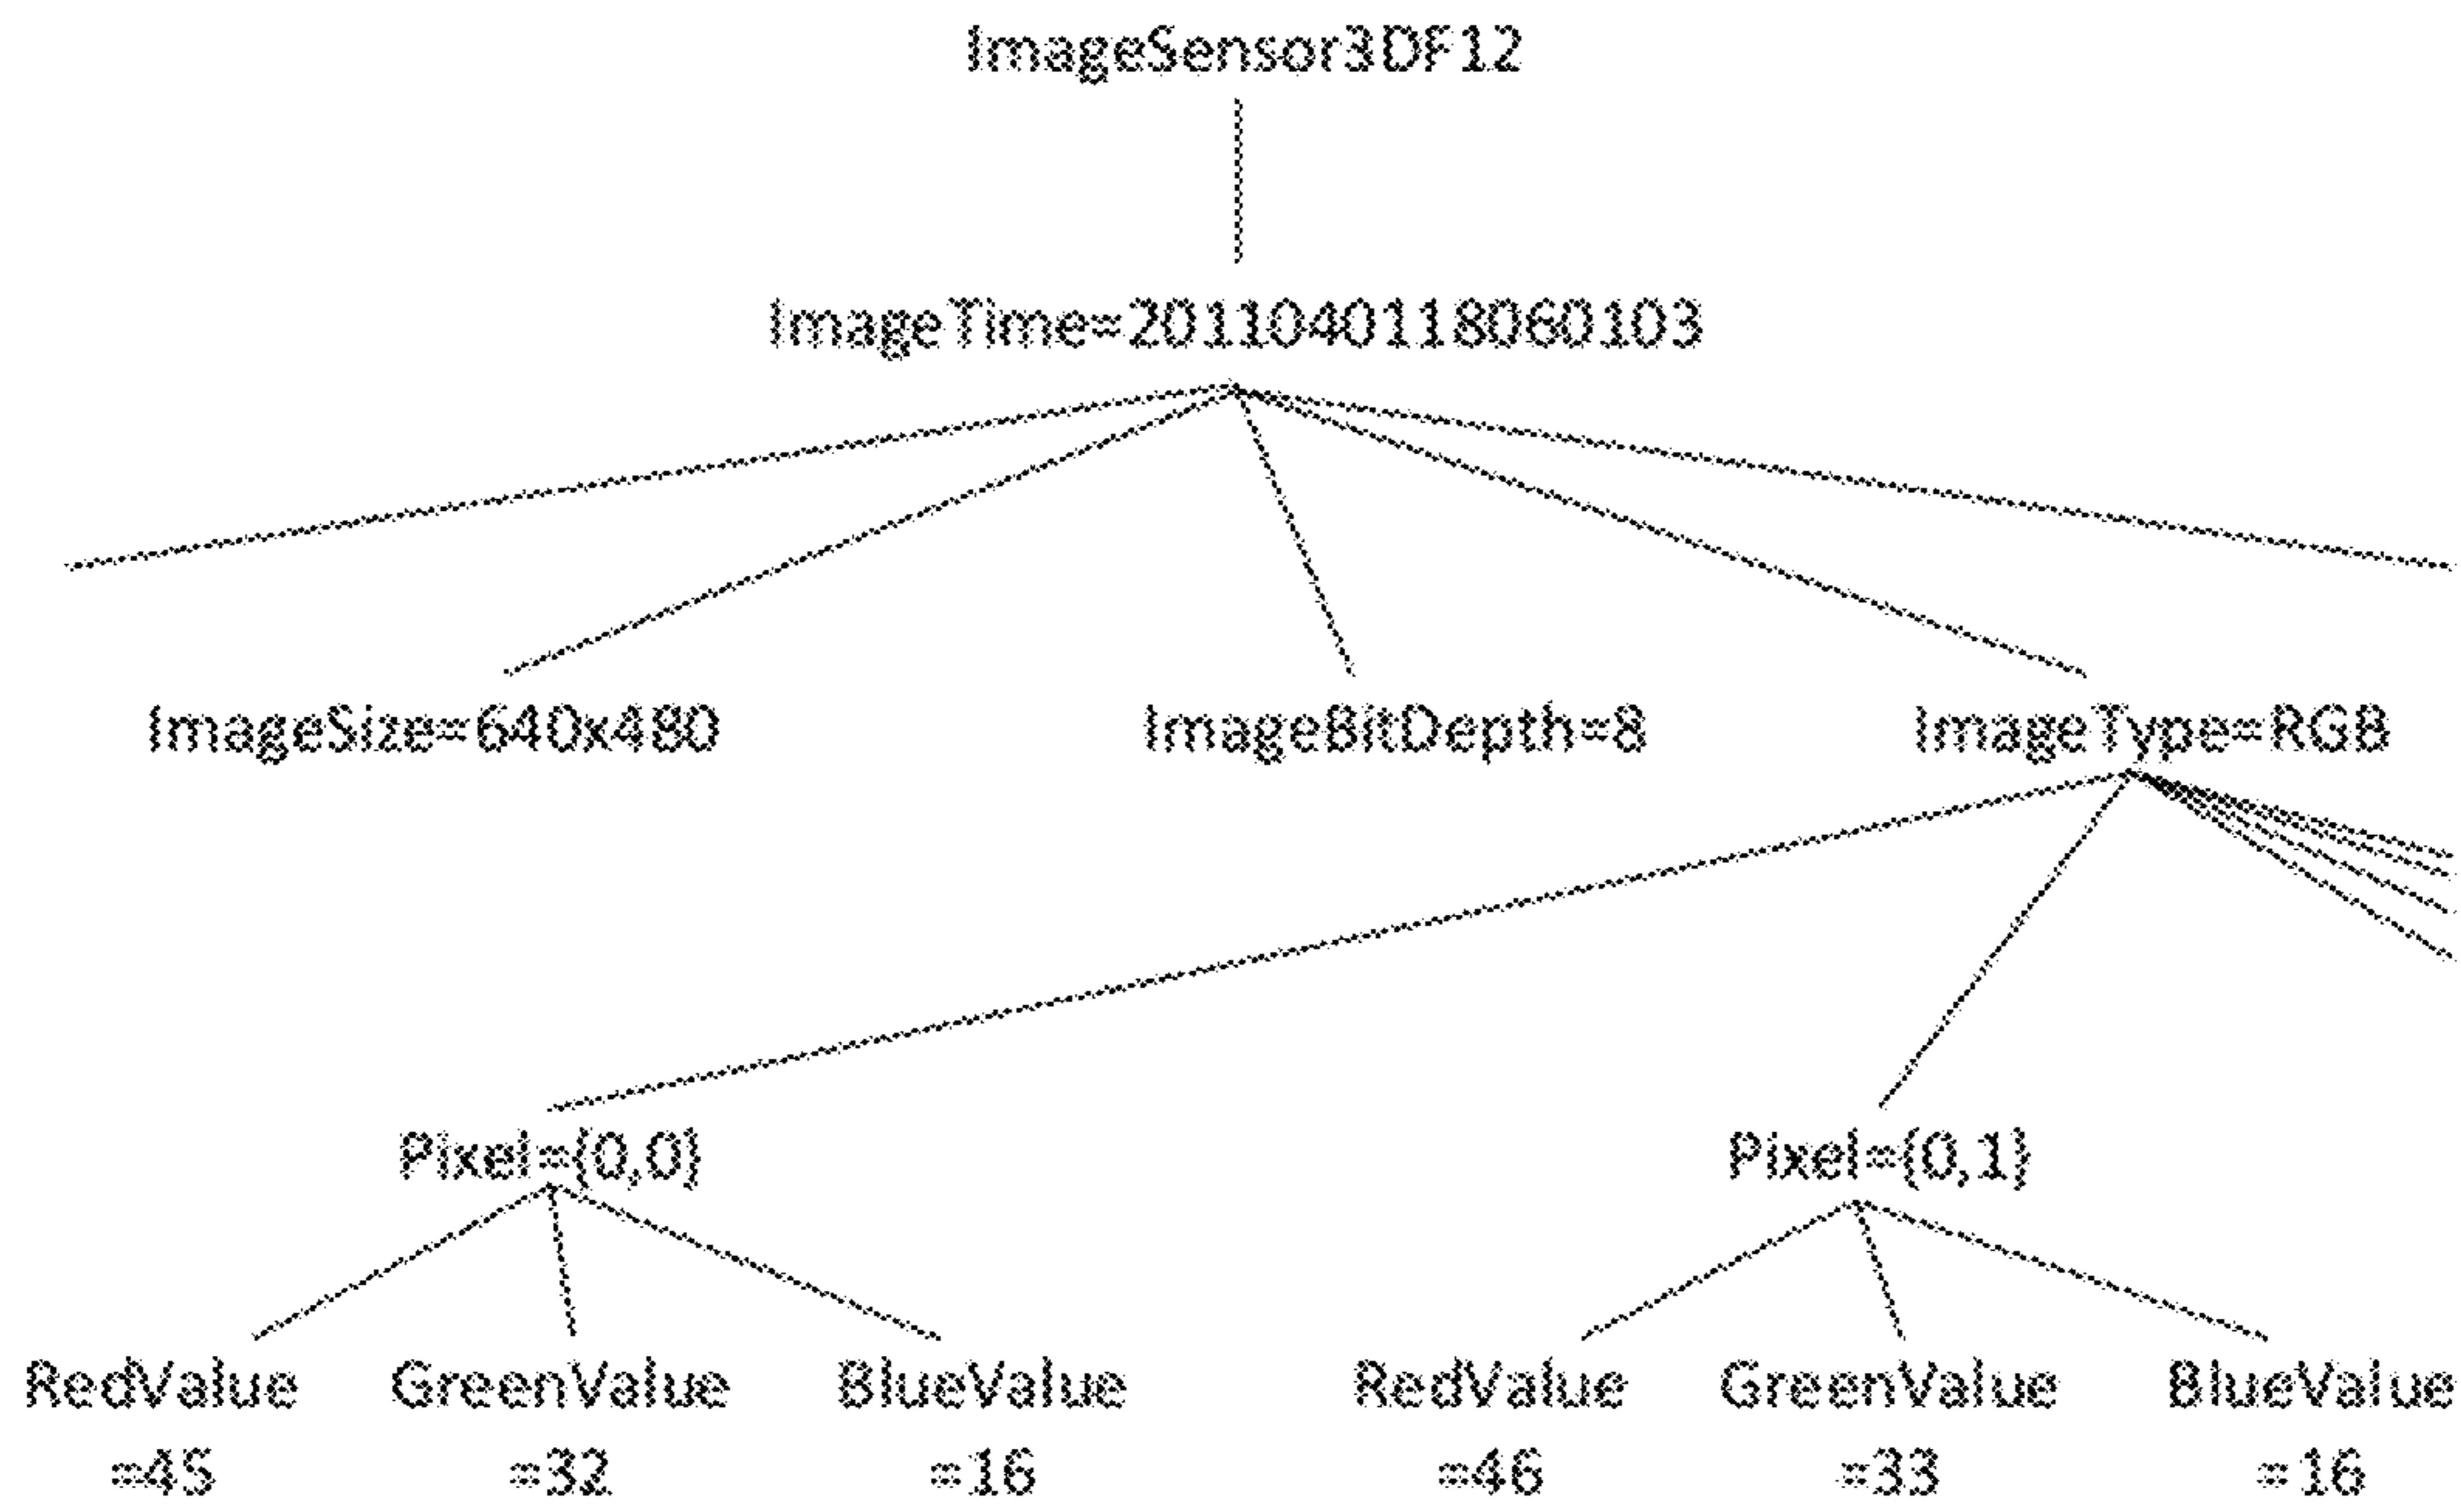 ImageSensor3DF12
ImageTime=2011040118060103
ImageSize=640x480
ImageBitDepth=8
ImageType=RGB
Pixel=(0,0)
Pixel=(0,1)
RedValue
=45
GreenValue
=32
BlueValue
=16
RedValue
=46
GreenValue
=33
BlueValue
=16